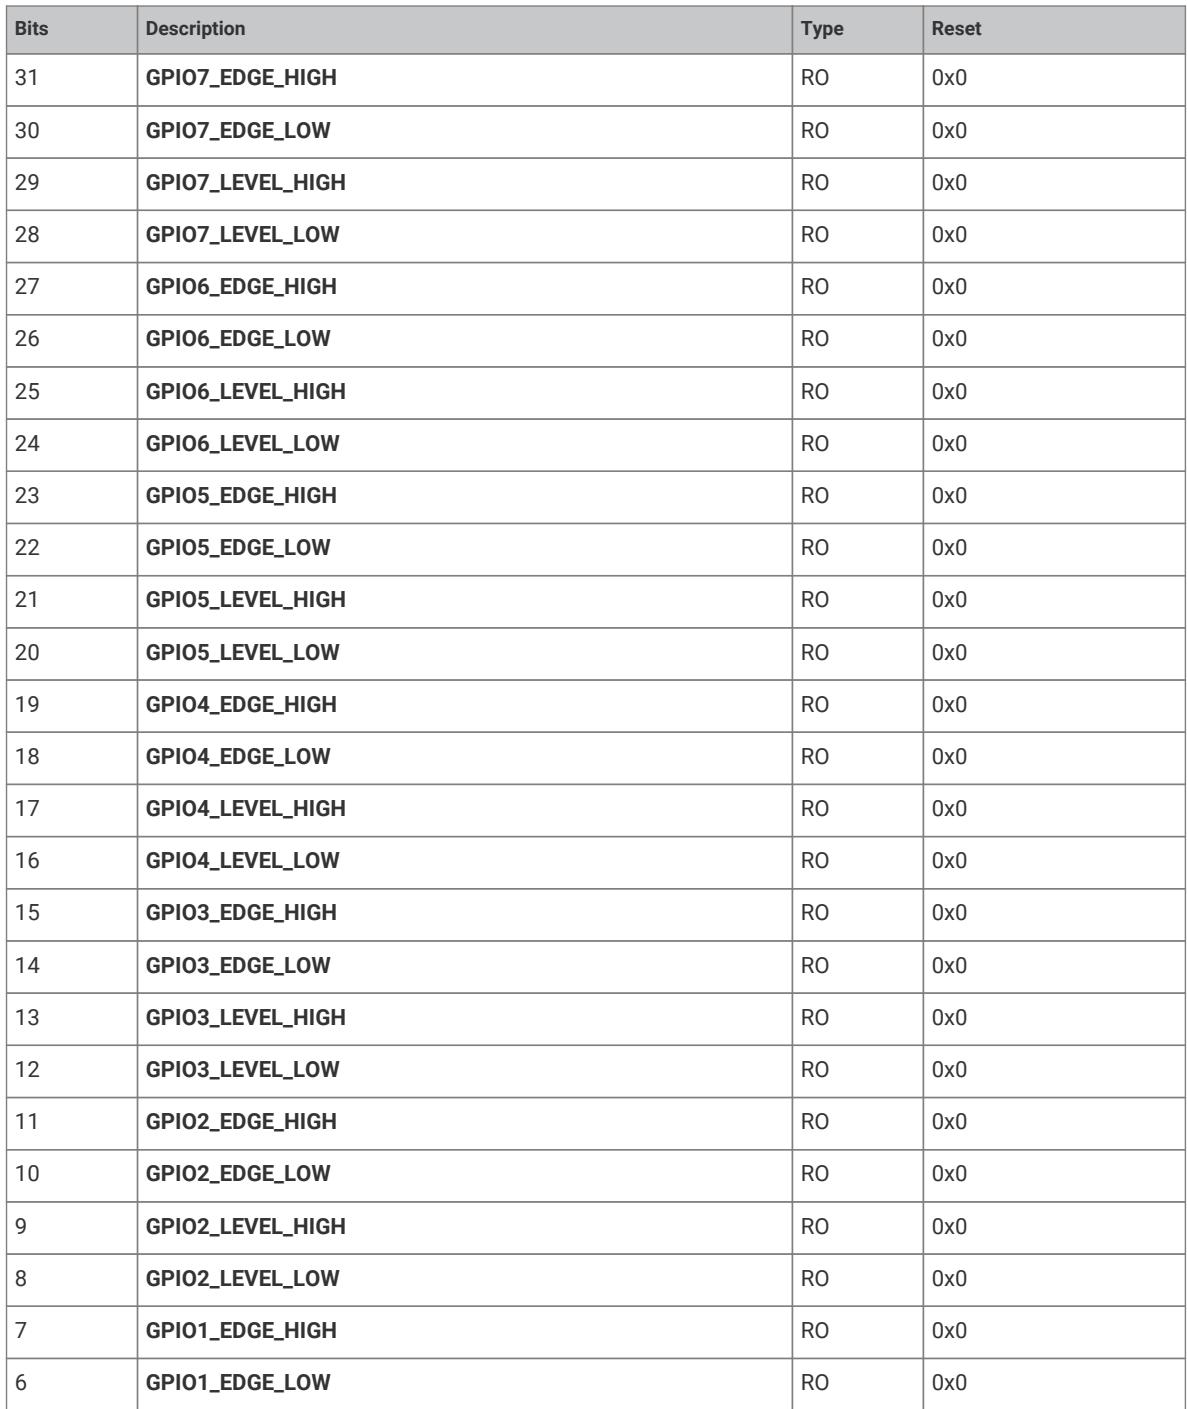 Bits Description Type Reset
31 GPIO7_EDGE_HIGH RO 0x0
30 GPIO7_EDGE_LOW RO 0x0
29 GPIO7_LEVEL_HIGH RO 0x0
28 GPIO7_LEVEL_LOW RO 0x0
27 GPIO6_EDGE_HIGH RO 0x0
26 GPIO6_EDGE_LOW RO 0x0
25 GPIO6_LEVEL_HIGH RO 0x0
24 GPIO6_LEVEL_LOW RO 0x0
23 GPIO5_EDGE_HIGH RO 0x0
22 GPIO5_EDGE_LOW RO 0x0
21 GPIO5_LEVEL_HIGH RO 0x0
20 GPIO5_LEVEL_LOW RO 0x0
19 GPIO4_EDGE_HIGH RO 0x0
18 GPIO4_EDGE_LOW RO 0x0
17 GPIO4_LEVEL_HIGH RO 0x0
16 GPIO4_LEVEL_LOW RO 0x0
15 GPIO3_EDGE_HIGH RO 0x0
14 GPIO3_EDGE_LOW RO 0x0
13 GPIO3_LEVEL_HIGH RO 0x0
12 GPIO3_LEVEL_LOW RO 0x0
11 GPIO2_EDGE_HIGH RO 0x0
10 GPIO2_EDGE_LOW RO 0x0
9 GPIO2_LEVEL_HIGH RO 0x0
8 GPIO2_LEVEL_LOW RO 0x0
7 GPIO1_EDGE_HIGH RO 0x0
6 GPIO1_EDGE_LOW RO 0x0